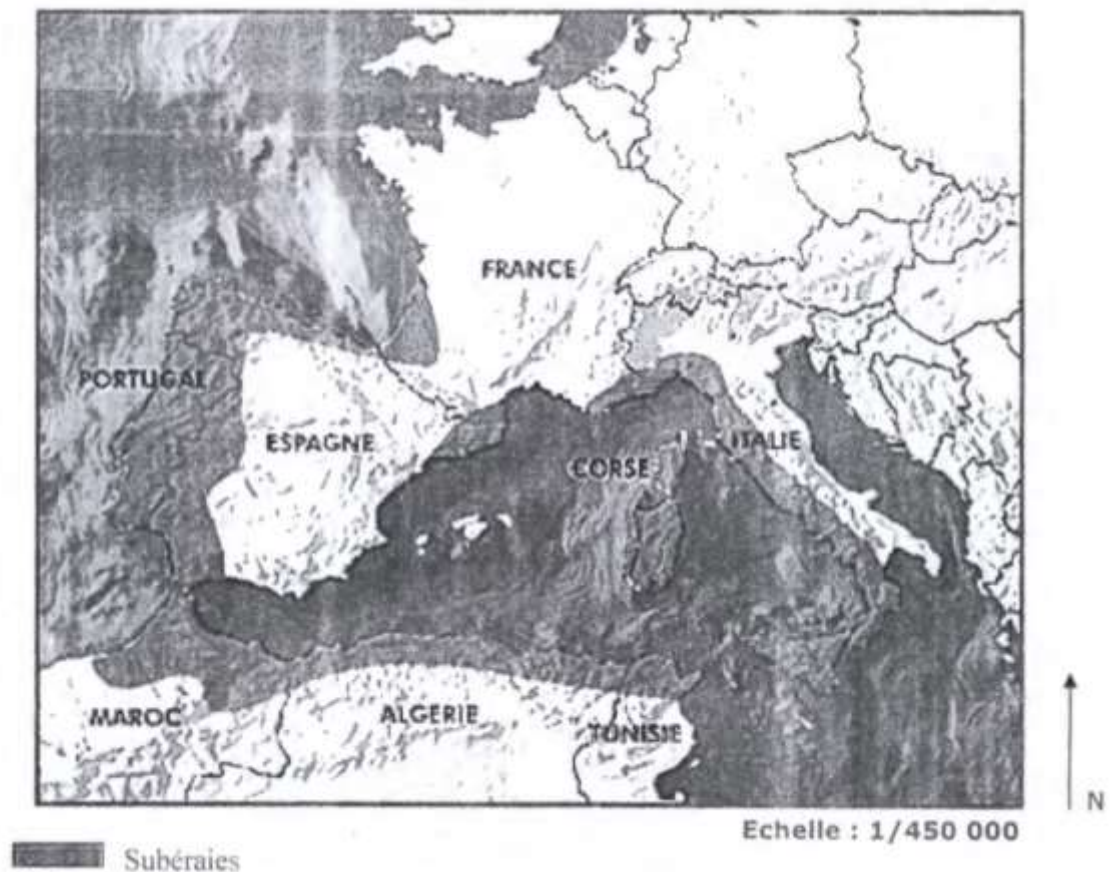 FRANCE
PORTUGAL
ESPAGNE
CORSE
ITALIE
MAROC
ALGERIE
TUNISIE
N
Echelle : 1/450 000
Subéraies